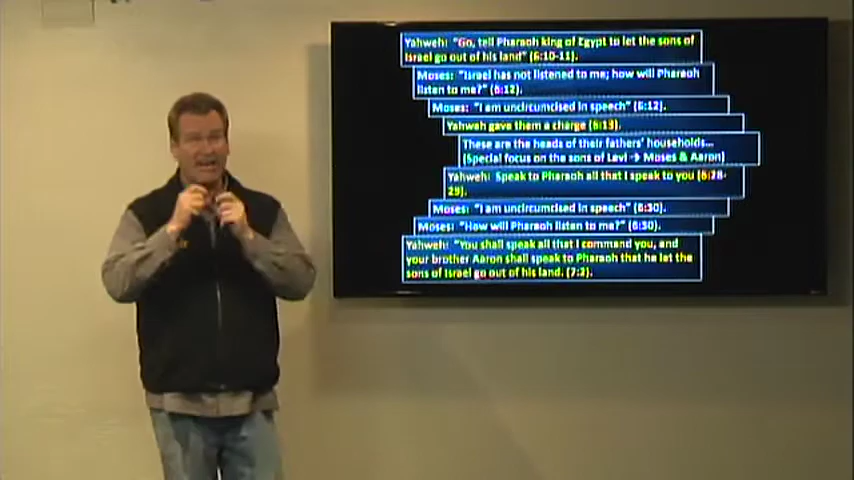 Yahweh: "Go, tell Pharaoh king of Egypt to let the sons of
Israel go out of his land" (6:10-11).
Moses: "Israel has not listened to me; how will Pharaoh
listen to me?" (6:12).
Moses: "I am uncircumcised in speech" (6:12).
Yahweh gave them a charge (6:13).
These are the heads of their fathers' households...
(Special focus on the sons of Levi → Moses & Aaron)
Yahweh: Speak to Pharaoh all that I speak to you (6:28-
29).
Moses: "I am uncircumcised in speech" (6:30).
Moses: "How will Pharaoh listen to me?" (6:30).
Yahweh: "You shall speak all that I command you, and
your brother Aaron shall speak to Pharaoh that he let the
sons of Israel go out of his land. (7:2).